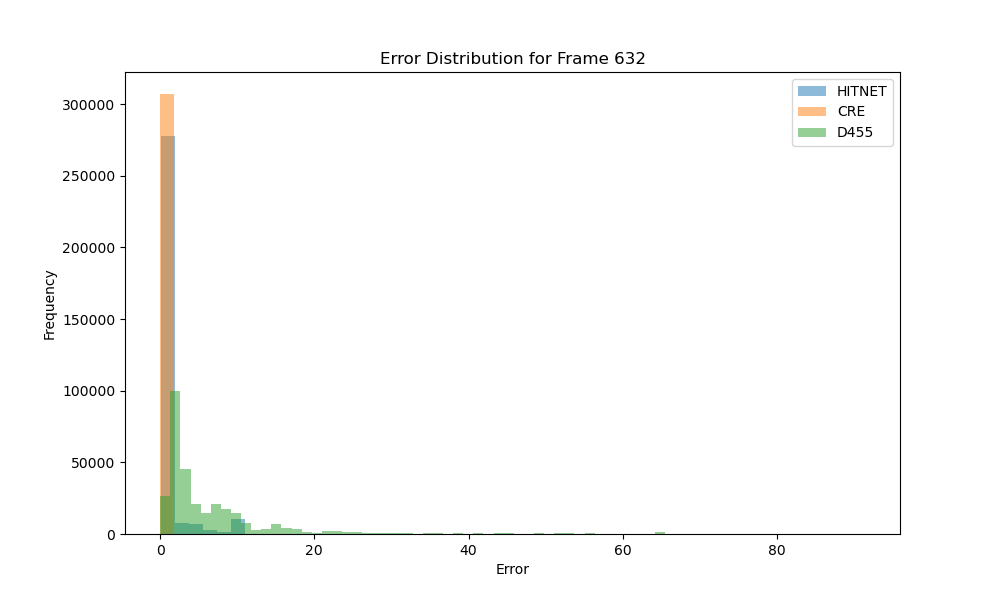 Error Distribution for Frame 632
HITNET
CRE
D455
300000
250000
200000
150000
100000
50000
0
Frequency
0 20 40 60 80
Error